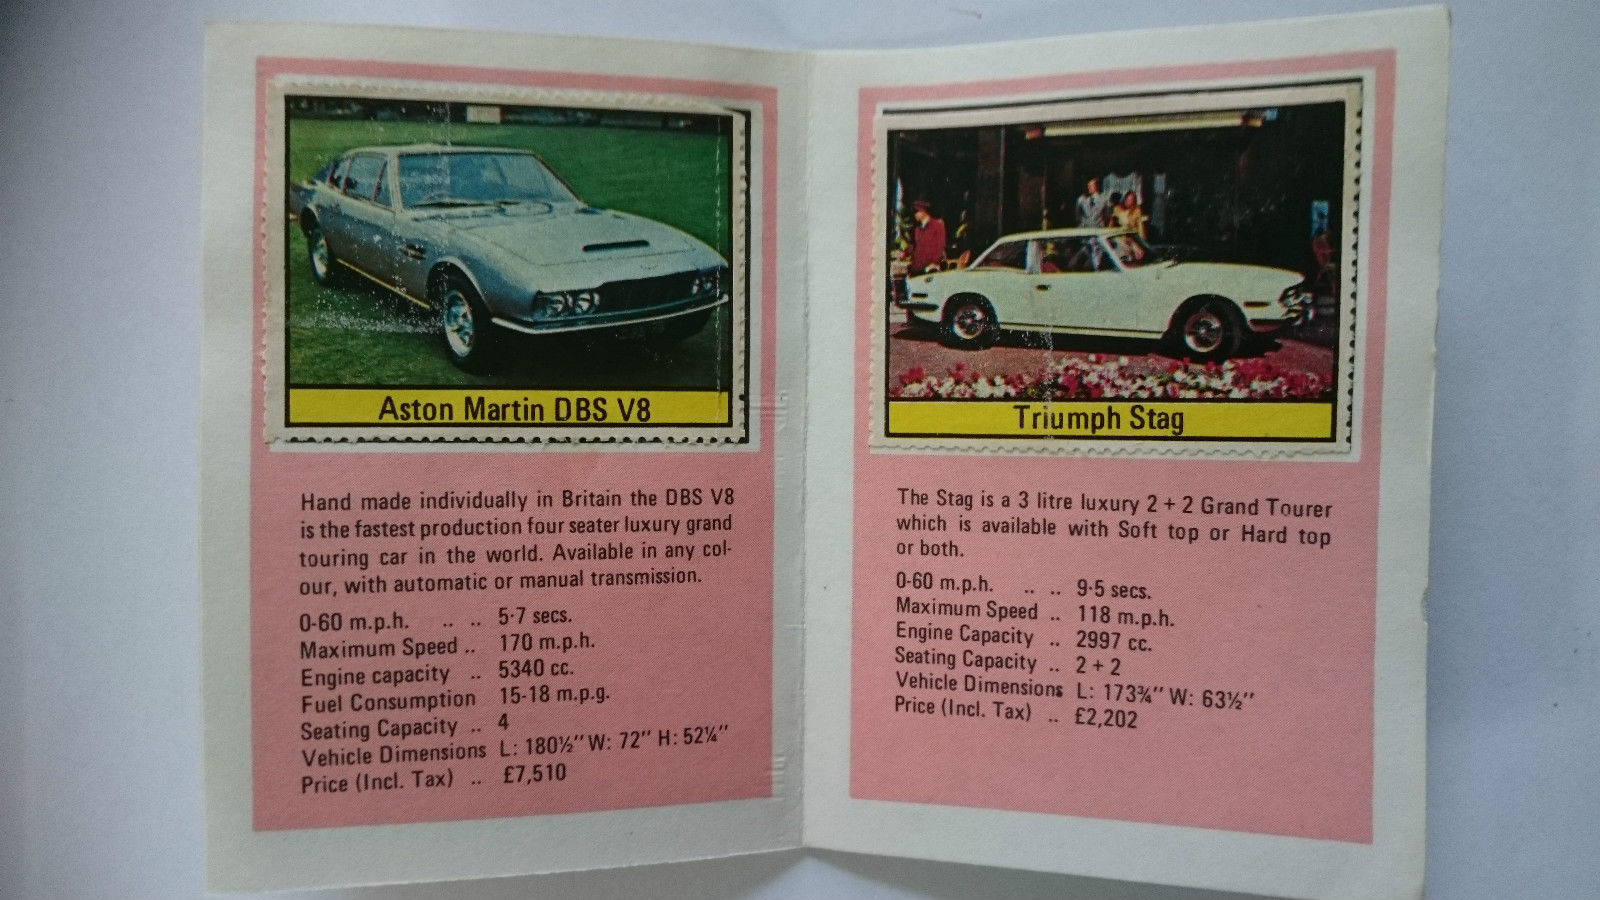 Aston Martin DBS V8
Hand made individually in Britain the DBS V8
is the fastest production four seater luxury grand
touring car in the world. Available in any col-
our, with automatic or manual transmission.
0-60 m.p.h. .. .. 5·7 secs.
Maximum Speed .. 170 m.p.h.
Engine capacity .. 5340 cc.
Fuel Consumption 15-18 m.p.g.
Seating Capacity .. 4
Vehicle Dimensions L: 180½″ W: 72″ H: 52¼″
Price (Incl. Tax) .. £7,510
Triumph Stag
The Stag is a 3 litre luxury 2 + 2 Grand Tourer
which is available with Soft top or Hard top
or both.
0-60 m.p.h. .. .. 9·5 secs.
Maximum Speed .. 118 m.p.h.
Engine Capacity .. 2997 cc.
Seating Capacity .. 2 + 2
Vehicle Dimensions L: 173¾″ W: 63½″
Price (Incl. Tax) .. £2,202